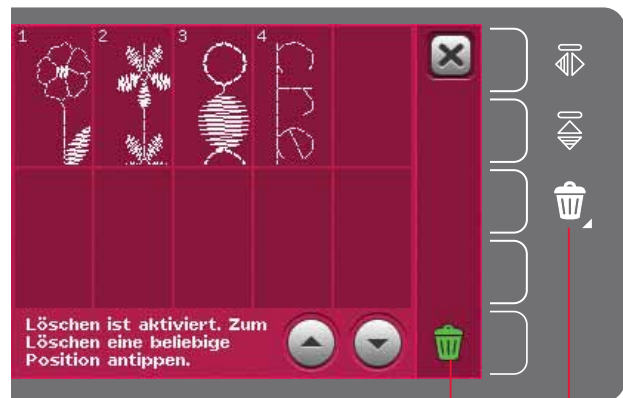 1 2 3 4
Löschen ist aktiviert. Zum
Löschen eine beliebige
Position antippen.